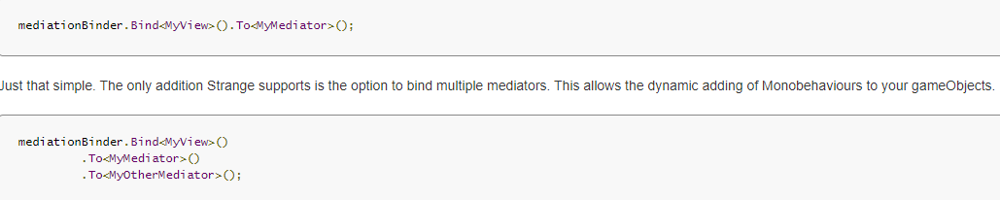 mediationBinder.Bind<MyView>().To<MyMediator>();
Just that simple. The only addition Strange supports is the option to bind multiple mediators. This allows the dynamic adding of Monobehaviours to your gameObjects.
mediationBinder.Bind<MyView>()
.To<MyMediator>()
.To<MyOtherMediator>();